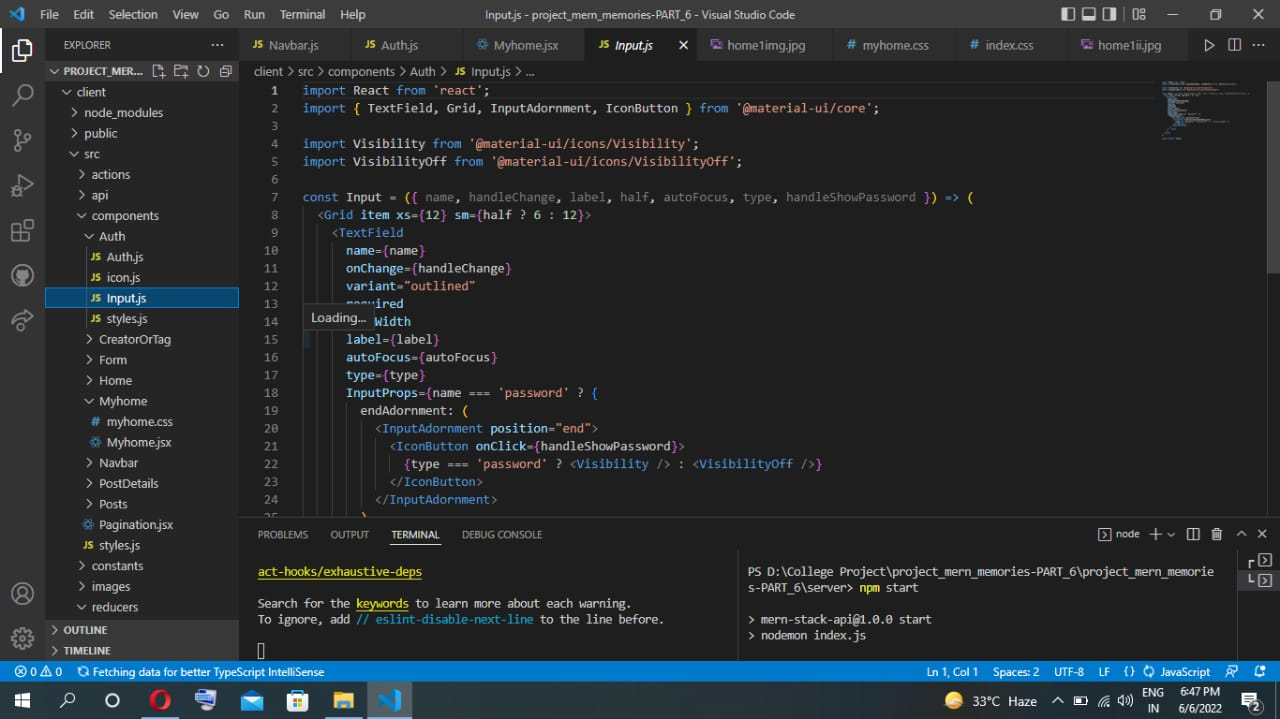 File Edit Selection View Go Run Terminal Help Input.js - project_mern_memories-PART_6 - Visual Studio Code
EXPLORER ···
Navbar.js Auth.js Myhome.jsx Input.js home1img.jpg myhome.css index.css home1ii.jpg ···
PROJECT_MER...
client
node_modules
public
src
actions
api
components
Auth
JS Auth.js
JS icon.js
JS Input.js
JS styles.js
CreatorOrTag
Form
Home
Myhome
# myhome.css
Myhome.jsx
Navbar
PostDetails
Posts
Pagination.jsx
JS styles.js
constants
images
reducers
OUTLINE
TIMELINE
client > src > components > Auth > JS Input.js > ...
1 import React from 'react';
2 import { TextField, Grid, InputAdornment, IconButton } from '@material-ui/core';
3
4 import Visibility from '@material-ui/icons/Visibility';
5 import VisibilityOff from '@material-ui/icons/VisibilityOff';
6
7 const Input = ({ name, handleChange, label, half, autoFocus, type, handleShowPassword }) => (
8 <Grid item xs={12} sm={half ? 6 : 12}>
9 <TextField
10 name={name}
11 onChange={handleChange}
12 variant="outlined"
13 required
Loading...
14 Width
15 label={label}
16 autoFocus={autoFocus}
17 type={type}
18 InputProps={name === 'password' ? {
19 endAdornment: (
20 <InputAdornment position="end">
21 <IconButton onClick={handleShowPassword}>
22 {type === 'password' ? <Visibility /> : <VisibilityOff />}
23 </IconButton>
24 </InputAdornment>
25 )
PROBLEMS OUTPUT TERMINAL DEBUG CONSOLE node
act-hooks/exhaustive-deps
Search for the keywords to learn more about each warning.
To ignore, add // eslint-disable-next-line to the line before.
PS D:\College Project\project_mern_memories-PART_6\project_mern_memorie
s-PART_6\server> npm start
> mern-stack-api@1.0.0 start
> nodemon index.js
0 0 Fetching data for better TypeScript IntelliSense Ln 1, Col 1 Spaces: 2 UTF-8 LF {} JavaScript
33°C Haze ENG IN 6:47 PM 6/6/2022 2